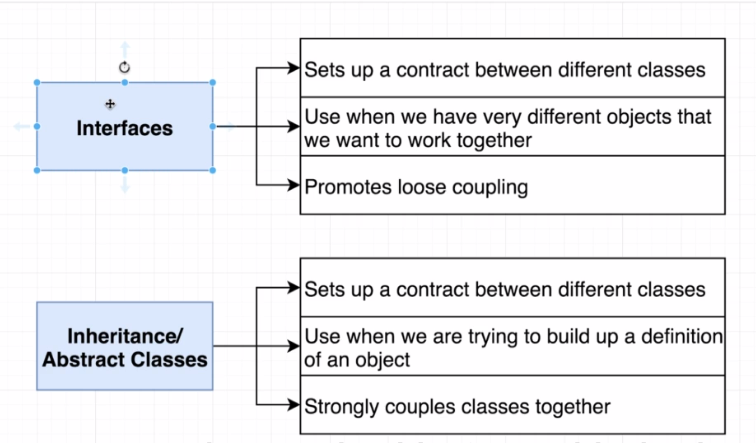 Interfaces
Sets up a contract between different classes
Use when we have very different objects that
we want to work together
Promotes loose coupling
Inheritance/
Abstract Classes
Sets up a contract between different classes
Use when we are trying to build up a definition
of an object
Strongly couples classes together